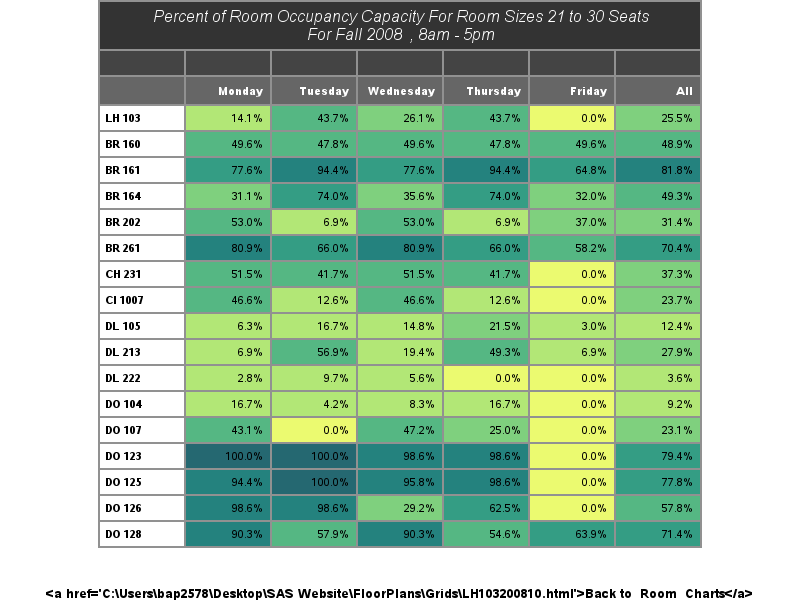 Percent of Room Occupancy Capacity For Room Sizes 21 to 30 Seats
For Fall 2008 , 8am - 5pm
Monday Tuesday Wednesday Thursday Friday All
LH 103 14.1% 43.7% 26.1% 43.7% 0.0% 25.5%
BR 160 49.6% 47.8% 49.6% 47.8% 49.6% 48.9%
BR 161 77.6% 94.4% 77.6% 94.4% 64.8% 81.8%
BR 164 31.1% 74.0% 35.6% 74.0% 32.0% 49.3%
BR 202 53.0% 6.9% 53.0% 6.9% 37.0% 31.4%
BR 261 80.9% 66.0% 80.9% 66.0% 58.2% 70.4%
CH 231 51.5% 41.7% 51.5% 41.7% 0.0% 37.3%
CI 1007 46.6% 12.6% 46.6% 12.6% 0.0% 23.7%
DL 105 6.3% 16.7% 14.8% 21.5% 3.0% 12.4%
DL 213 6.9% 56.9% 19.4% 49.3% 6.9% 27.9%
DL 222 2.8% 9.7% 5.6% 0.0% 0.0% 3.6%
DO 104 16.7% 4.2% 8.3% 16.7% 0.0% 9.2%
DO 107 43.1% 0.0% 47.2% 25.0% 0.0% 23.1%
DO 123 100.0% 100.0% 98.6% 98.6% 0.0% 79.4%
DO 125 94.4% 100.0% 95.8% 98.6% 0.0% 77.8%
DO 126 98.6% 98.6% 29.2% 62.5% 0.0% 57.8%
DO 128 90.3% 57.9% 90.3% 54.6% 63.9% 71.4%
<a href='C:\Users\bap2578\Desktop\SAS Website\FloorPlans\Grids\LH103200810.html'>Back to Room Charts</a>